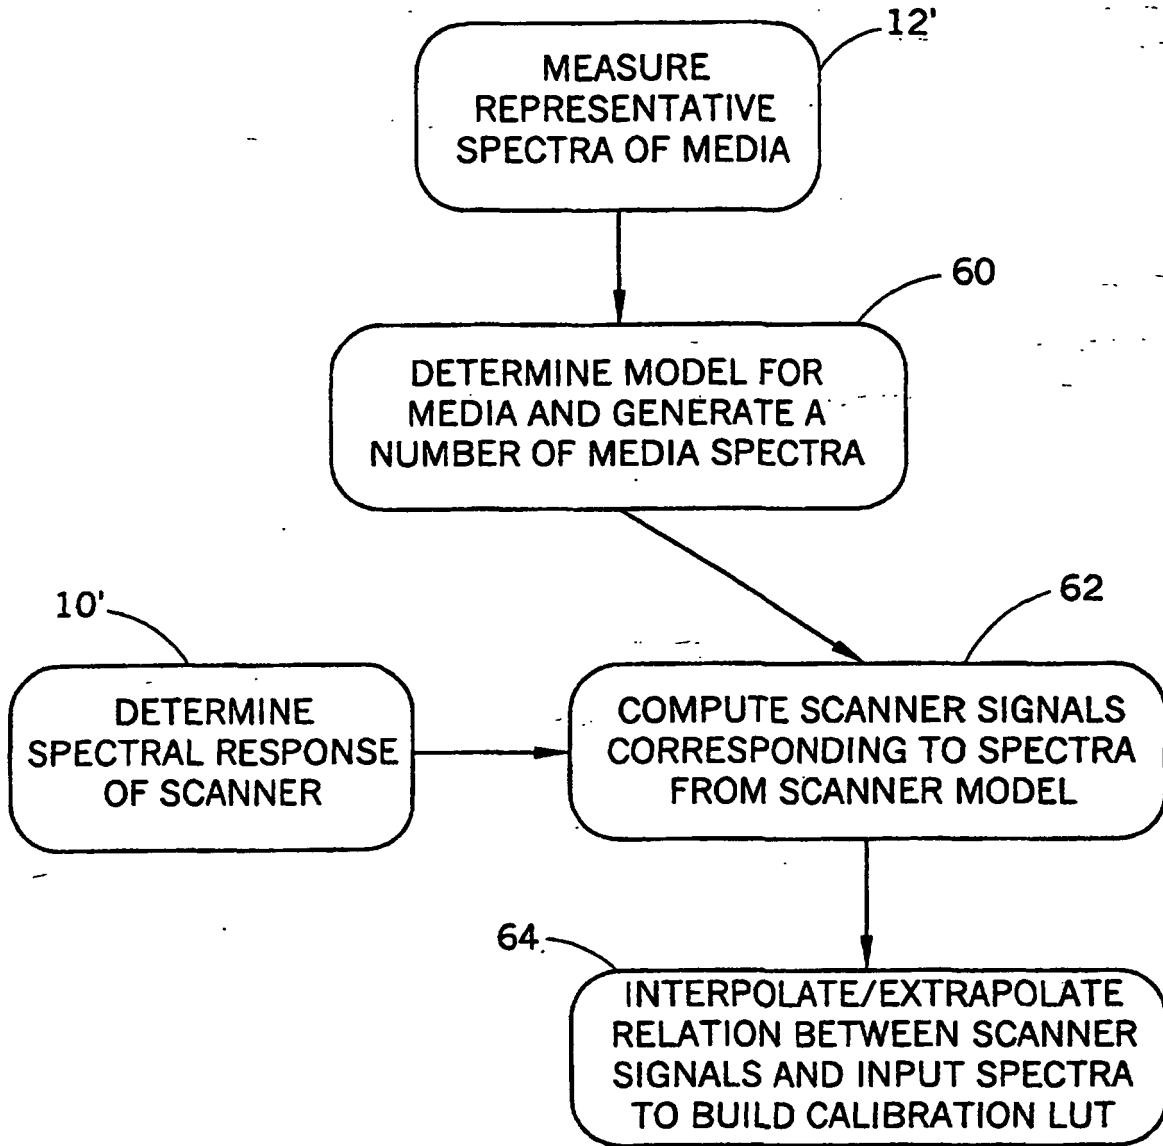 12'
MEASURE
REPRESENTATIVE
SPECTRA OF MEDIA
60
DETERMINE MODEL FOR
MEDIA AND GENERATE A
NUMBER OF MEDIA SPECTRA
10'
DETERMINE
SPECTRAL RESPONSE
OF SCANNER
62
COMPUTE SCANNER SIGNALS
CORRESPONDING TO SPECTRA
FROM SCANNER MODEL
64
INTERPOLATE/EXTRAPOLATE
RELATION BETWEEN SCANNER
SIGNALS AND INPUT SPECTRA
TO BUILD CALIBRATION LUT